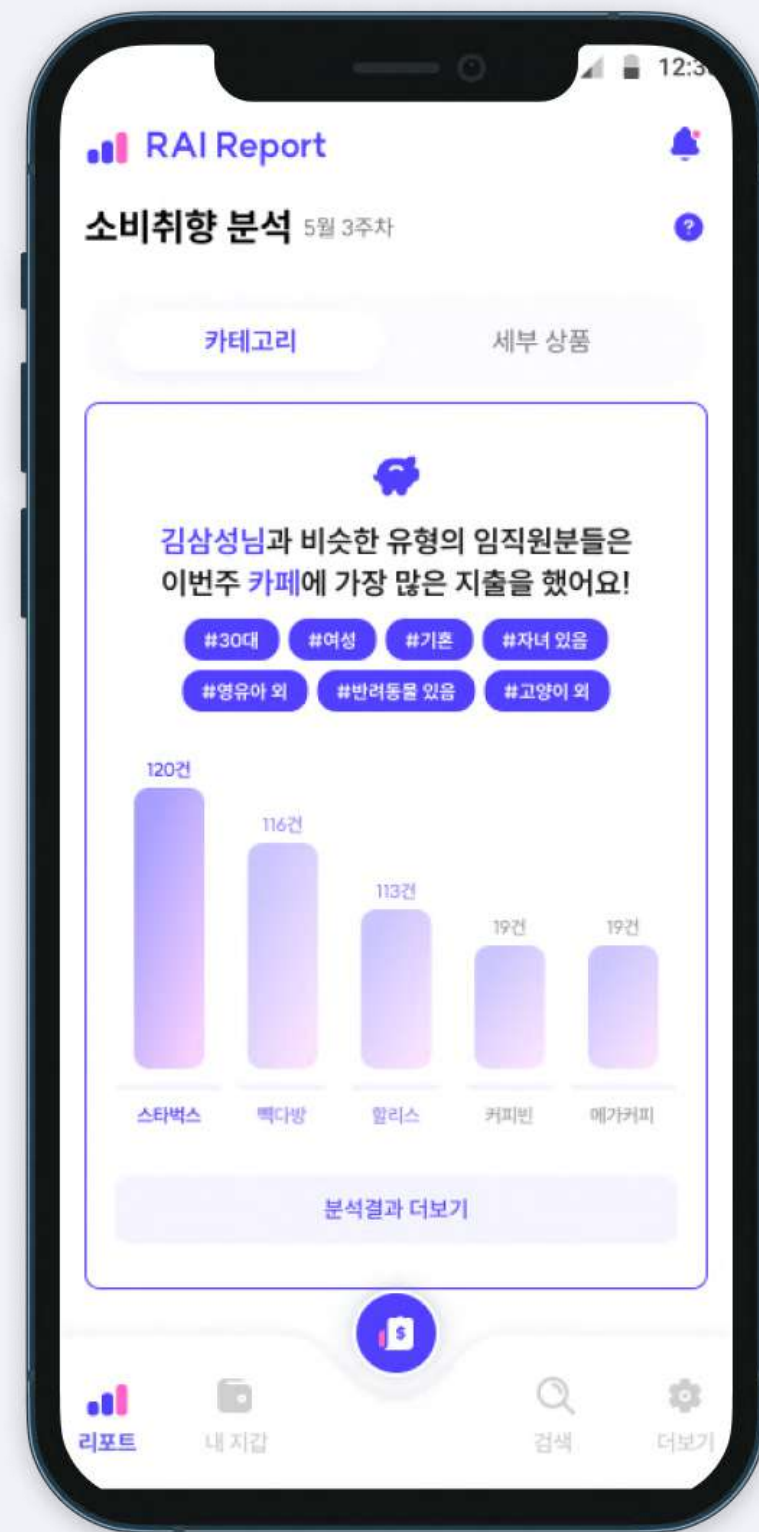 12:3
RAI Report
소비취향 분석 5월 3주차
?
카테고리 세부 상품
김삼성님과 비슷한 유형의 임직원분들은
이번주 카페에 가장 많은 지출을 했어요!
#30대 #여성 #기혼 #자녀 있음
#영유아 외 #반려동물 있음 #고양이 외
120건
116건
113건
19건 19건
스타벅스 빽다방 할리스 커피빈 메가커피
분석결과 더보기
$
리포트 내 지갑 검색 더보기